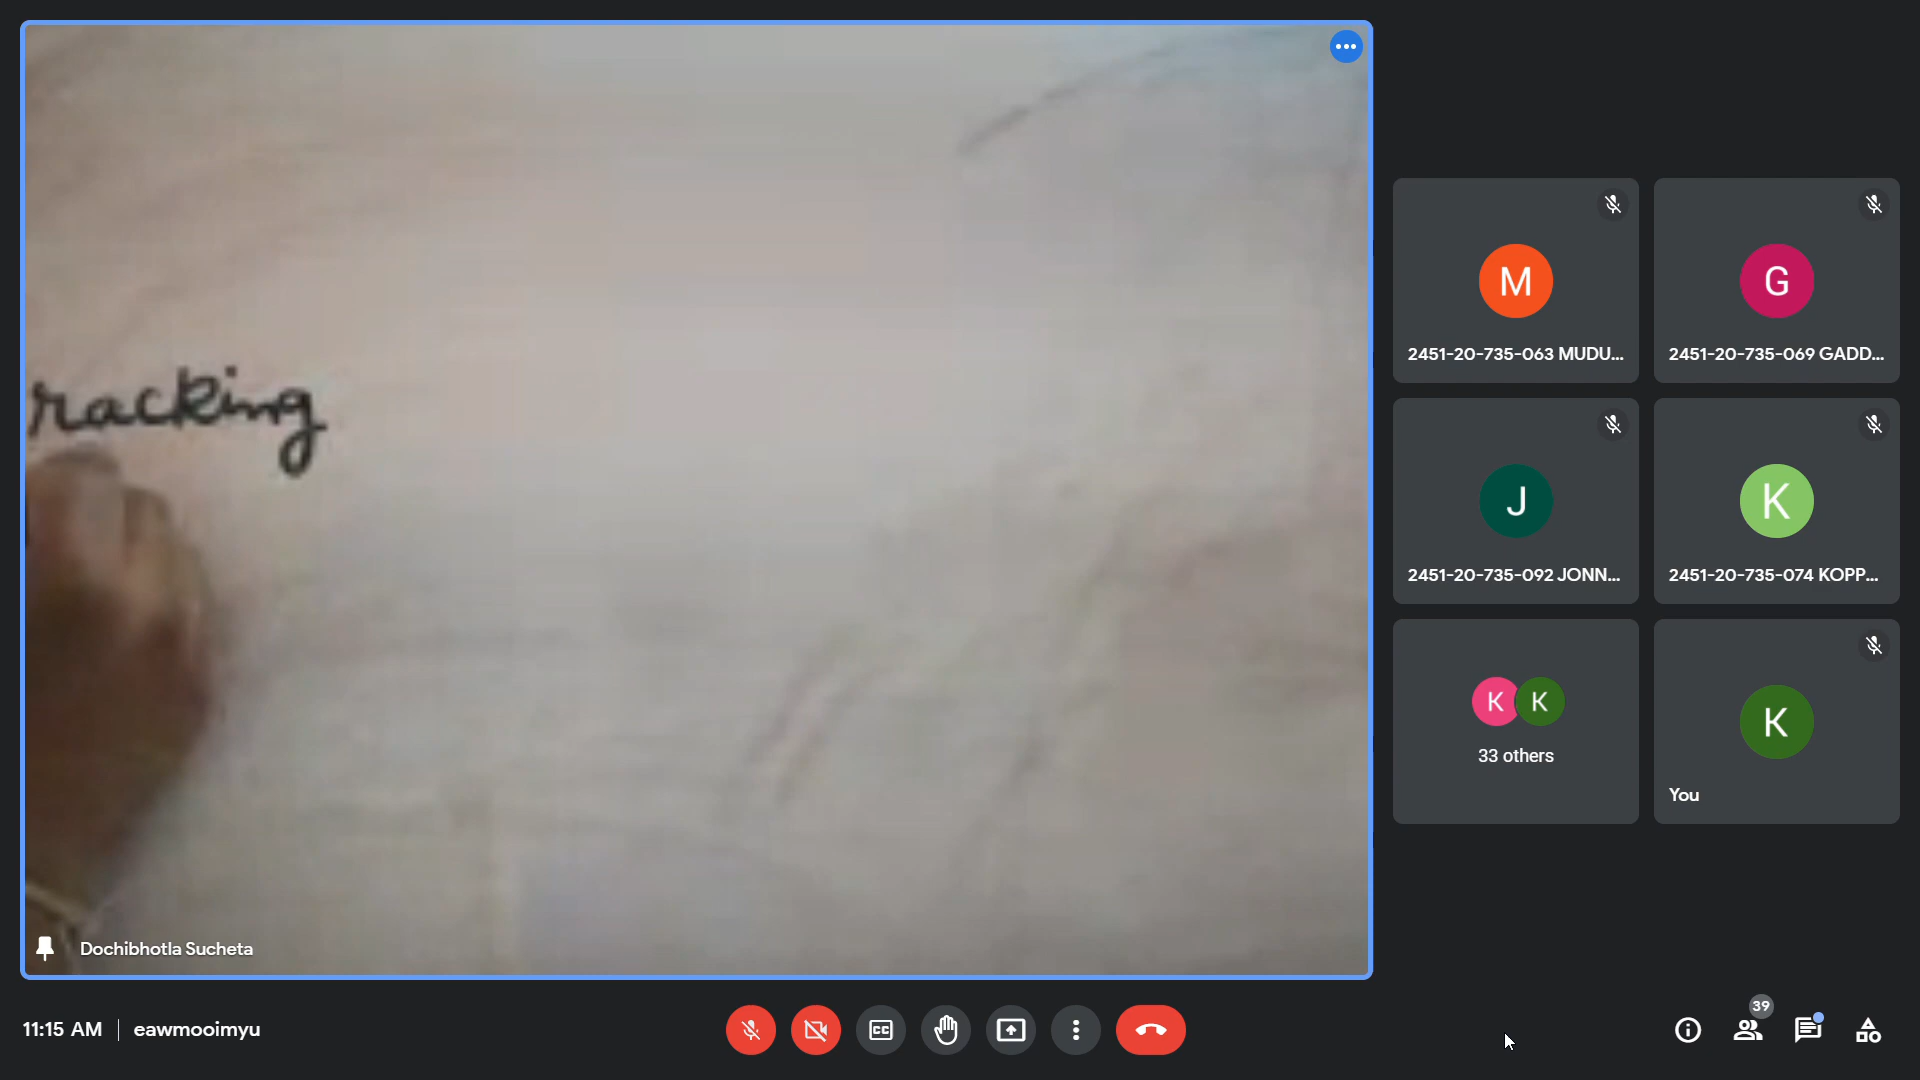 racking
Dochibhotla Sucheta
M
2451-20-735-063 MUDU...
G
2451-20-735-069 GADD...
J
2451-20-735-092 JONN...
K
2451-20-735-074 KOPP...
K K
33 others
K
You
11:15 AM | eawmooimyu
CC
39